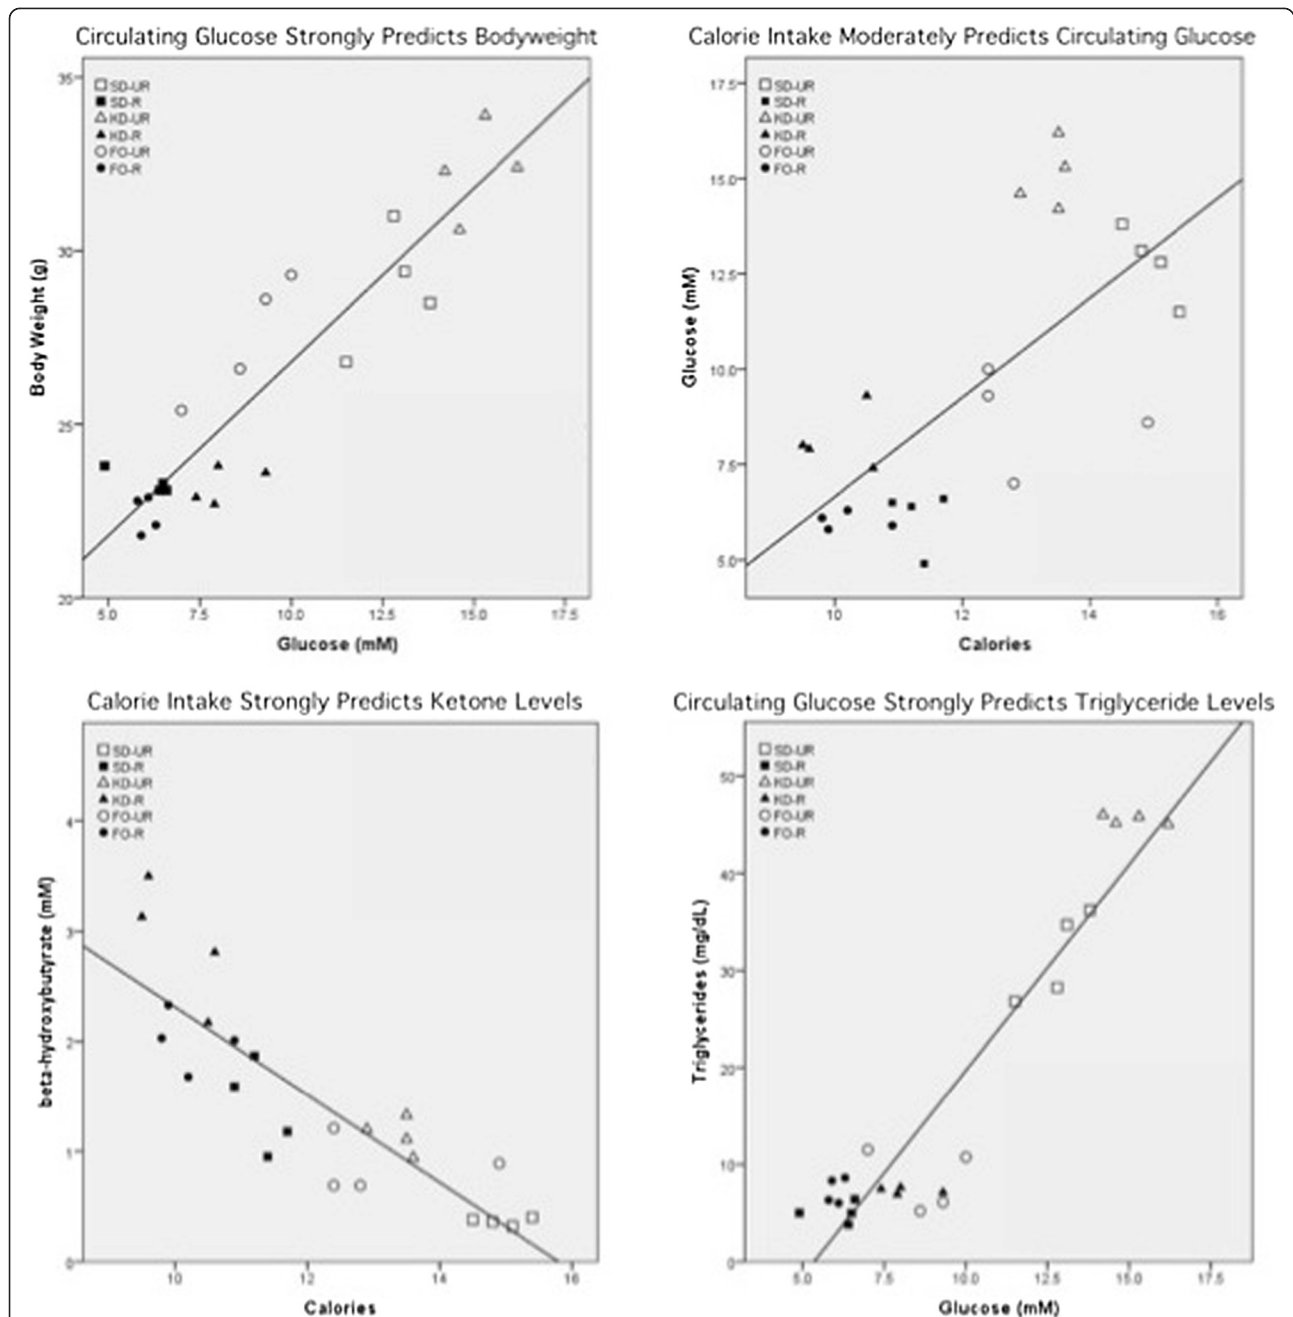 Circulating Glucose Strongly Predicts Bodyweight
35
30
25
20
Body Weight (g)
SD-UR
SD-R
KD-UR
KD-R
FO-UR
FO-R
5.0 7.5 10.0 12.5 15.0 17.5
Glucose (mM)
Calorie Intake Moderately Predicts Circulating Glucose
17.5
15.0
12.5
10.0
7.5
5.0
Glucose (mM)
SD-UR
SD-R
KD-UR
KD-R
FO-UR
FO-R
10 12 14 16
Calories
Calorie Intake Strongly Predicts Ketone Levels
4
3
2
1
0
beta-hydroxybutyrate (mM)
SD-UR
SD-R
KD-UR
KD-R
FO-UR
FO-R
10 12 14 16
Calories
Circulating Glucose Strongly Predicts Triglyceride Levels
50
40
30
20
10
0
Triglycerides (mg/dL)
SD-UR
SD-R
KD-UR
KD-R
FO-UR
FO-R
5.0 7.5 10.0 12.5 15.0 17.5
Glucose (mM)